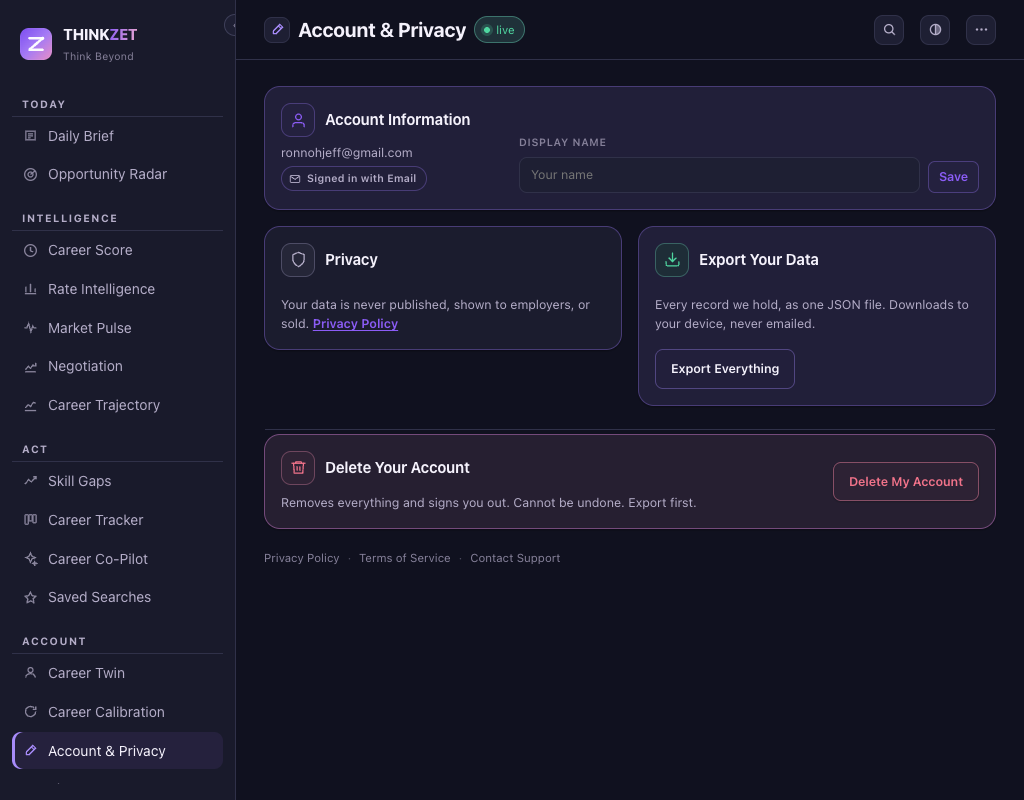 THINKZET
Think Beyond
TODAY
Daily Brief
Opportunity Radar
INTELLIGENCE
Career Score
Rate Intelligence
Market Pulse
Negotiation
Career Trajectory
ACT
Skill Gaps
Career Tracker
Career Co-Pilot
Saved Searches
ACCOUNT
Career Twin
Career Calibration
Account & Privacy
Account & Privacy
live
Account Information
ronnohjeff@gmail.com
Signed in with Email
DISPLAY NAME
Your name
Save
Privacy
Your data is never published, shown to employers, or
sold. Privacy Policy
Export Your Data
Every record we hold, as one JSON file. Downloads to
your device, never emailed.
Export Everything
Delete Your Account
Removes everything and signs you out. Cannot be undone. Export first.
Delete My Account
Privacy Policy · Terms of Service · Contact Support